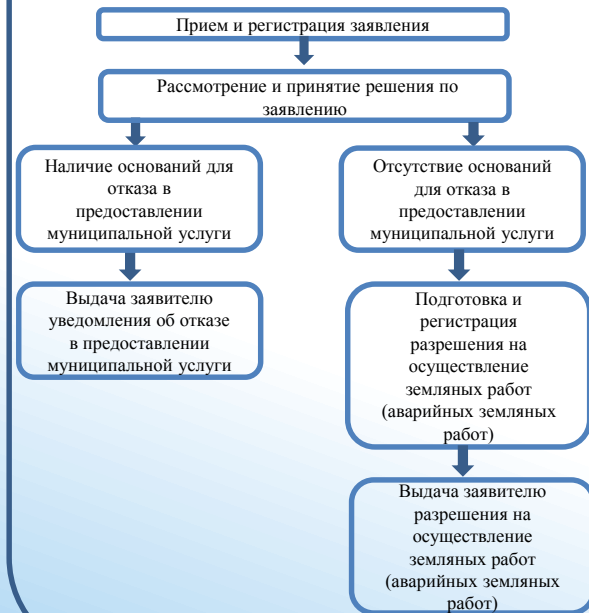 Прием и регистрация заявления
Рассмотрение и принятие решения по
заявлению
Наличие оснований для
отказа в
предоставлении
муниципальной услуги
Отсутствие оснований
для отказа в
предоставлении
муниципальной услуги
Выдача заявителю
уведомления об отказе
в предоставлении
муниципальной услуги
Подготовка и
регистрация
разрешения на
осуществление
земляных работ
(аварийных земляных
работ)
Выдача заявителю
разрешения на
осуществление
земляных работ
(аварийных земляных
работ)